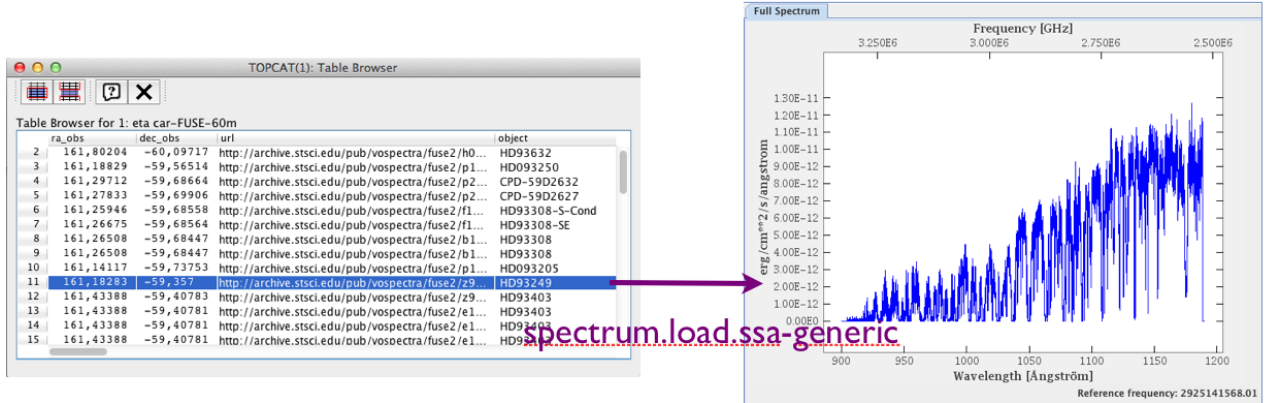 TOPCAT(1): Table Browser
Table Browser for 1: eta car-FUSE-60m
ra_obs dec_obs url object
2 161,80204 -60,09717 http://archive.stsci.edu/pub/vospectra/fuse2/h0... HD93632
3 161,18829 -59,56514 http://archive.stsci.edu/pub/vospectra/fuse2/p1... HD093250
4 161,29712 -59,68664 http://archive.stsci.edu/pub/vospectra/fuse2/p2... CPD-59D2632
5 161,27833 -59,69906 http://archive.stsci.edu/pub/vospectra/fuse2/p2... CPD-59D2627
6 161,25946 -59,68558 http://archive.stsci.edu/pub/vospectra/fuse2/f1... HD93308-S-Cond
7 161,26675 -59,68564 http://archive.stsci.edu/pub/vospectra/fuse2/f1... HD93308-SE
8 161,26508 -59,68447 http://archive.stsci.edu/pub/vospectra/fuse2/b1... HD93308
9 161,26508 -59,68447 http://archive.stsci.edu/pub/vospectra/fuse2/b1... HD93308
10 161,14117 -59,73753 http://archive.stsci.edu/pub/vospectra/fuse2/p1... HD093205
11 161,18283 -59,357 http://archive.stsci.edu/pub/vospectra/fuse2/z9... HD93249
12 161,43388 -59,40783 http://archive.stsci.edu/pub/vospectra/fuse2/z9... HD93403
13 161,43388 -59,40781 http://archive.stsci.edu/pub/vospectra/fuse2/e1... HD93403
14 161,43388 -59,40781 http://archive.stsci.edu/pub/vospectra/fuse2/e1...
15 161,43388 -59,40781 http://archive.stsci.edu/pub/vospectra/fuse2/e1...
spectrum.load.ssa-generic
Full Spectrum
Frequency [GHz]
3.250E6 3.000E6 2.750E6 2.500E6
1.30E-11
1.20E-11
1.10E-11
1.00E-11
9.00E-12
8.00E-12
7.00E-12
6.00E-12
5.00E-12
4.00E-12
3.00E-12
2.00E-12
1.00E-12
0.00E0
erg/cm**2/s/angstrom
900 950 1000 1050 1100 1150 1200
Wavelength [Ångström]
Reference frequency: 2925141568.01